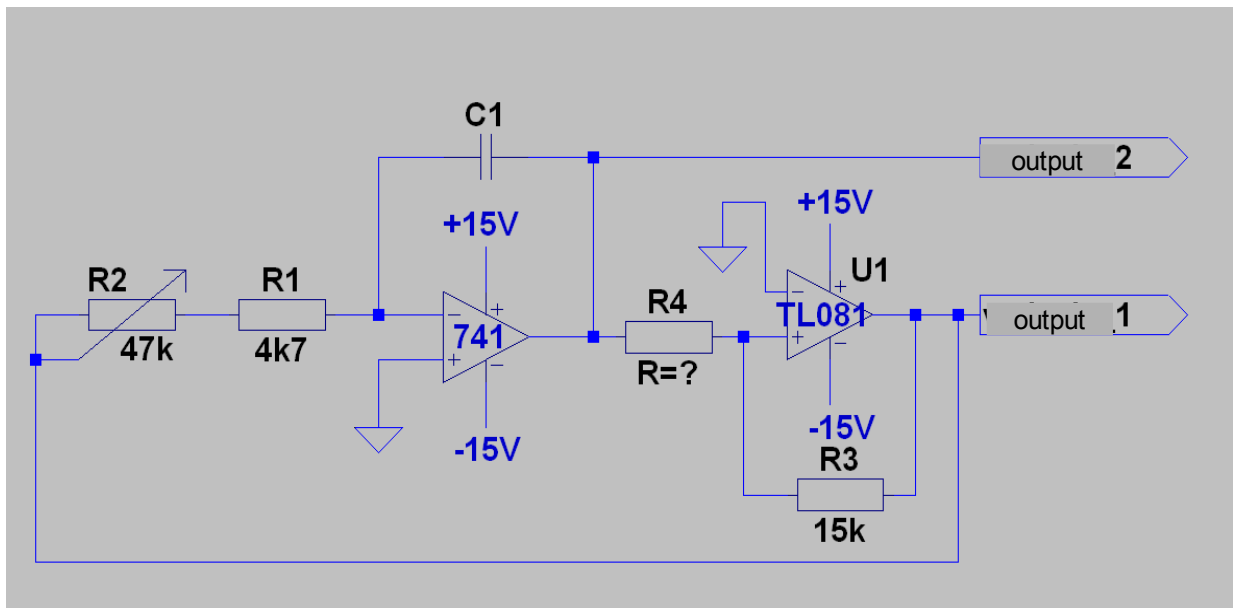 C1
output 2
+15V
+15V
R2
R1
U1
R4
741
TL081
output 1
47k
4k7
R=?
-15V
-15V
R3
15k